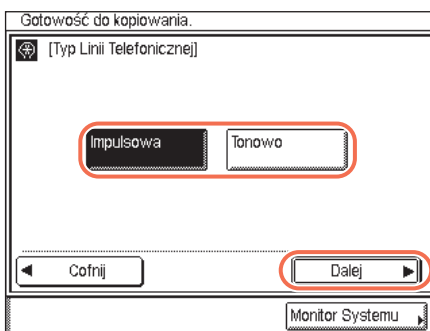 Gotowość do kopiowania.
[Typ Linii Telefonicznej]
Impulsowa Tonowo
Cofnij Dalej
Monitor Systemu